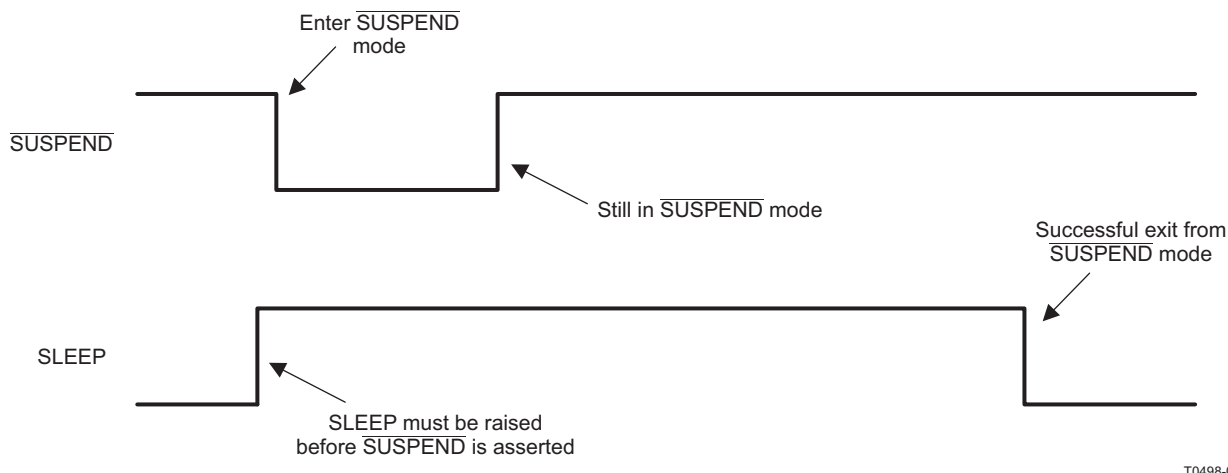 Enter SUSPEND
mode
SUSPEND
Still in SUSPEND mode
Successful exit from
SUSPEND mode
SLEEP
SLEEP must be raised
before SUSPEND is asserted